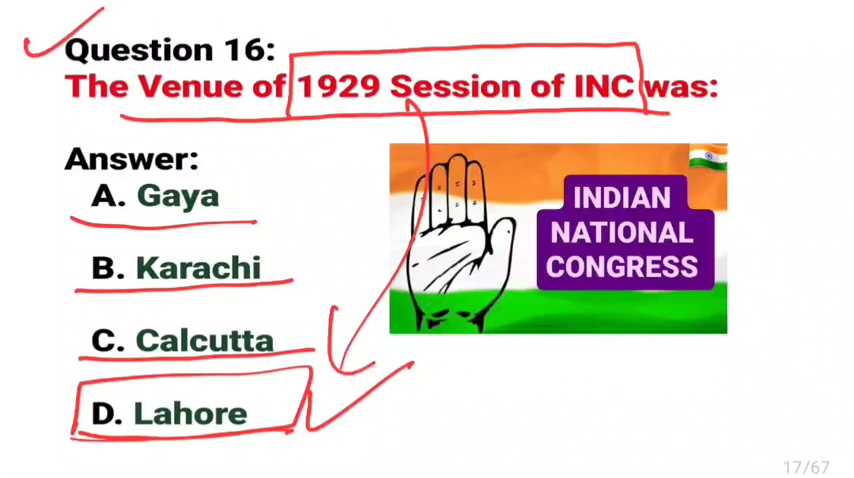 Question 16:
The Venue of 1929 Session of INC was:
Answer:
A. Gaya
B. Karachi
C. Calcutta
D. Lahore
INDIAN
NATIONAL
CONGRESS
17/67